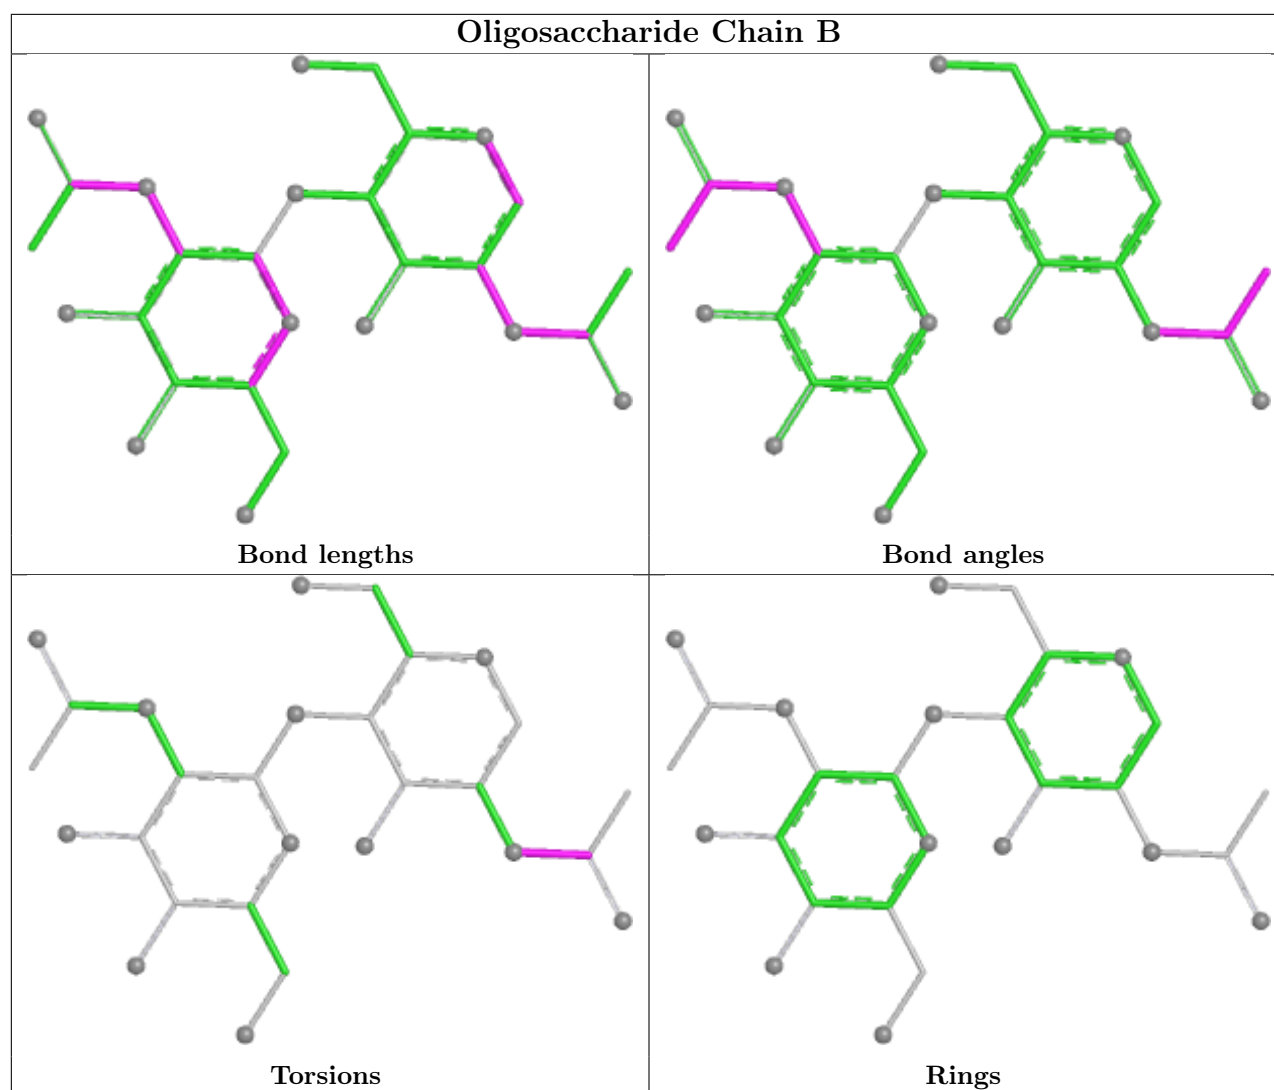 Oligosaccharide Chain B
Bond lengths
Bond angles
Torsions
Rings